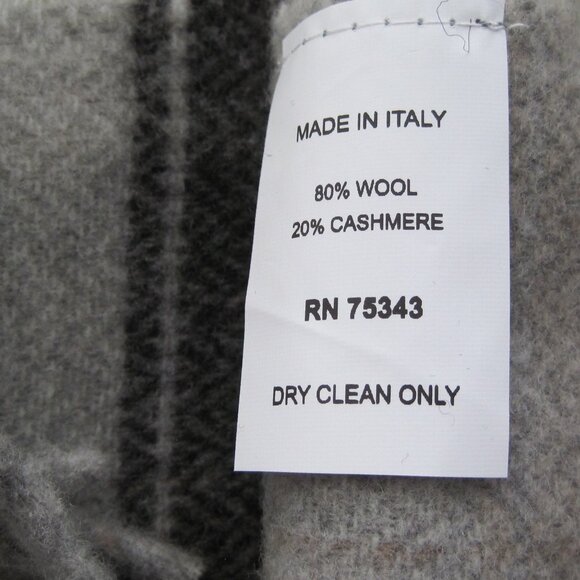 MADE IN ITALY
80% WOOL
20% CASHMERE
RN 75343
DRY CLEAN ONLY